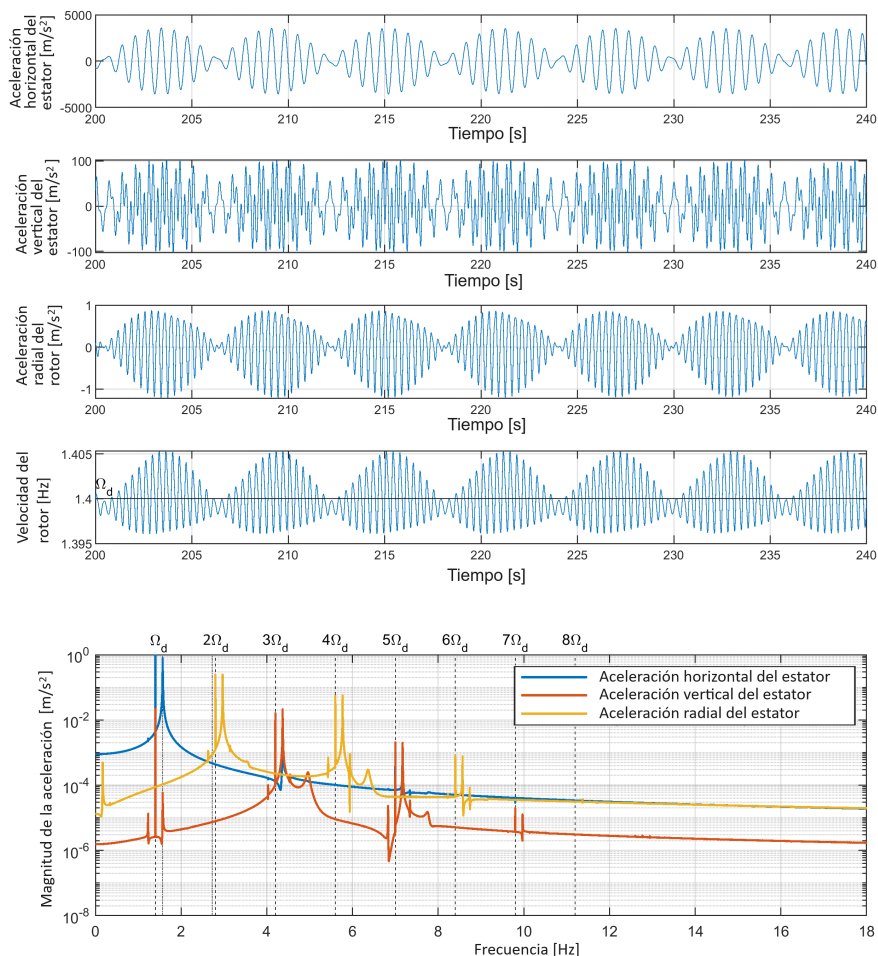 Aceleración
horizontal del
estator [m/s²]
5000
0
-5000
200
205
210
215
220
225
230
235
240
Tiempo [s]
Aceleración
vertical del
estator [m/s²]
100
0
-100
200
205
210
215
220
225
230
235
240
Tiempo [s]
Aceleración
radial del
rotor [m/s²]
1
0
-1
200
205
210
215
220
225
230
235
240
Tiempo [s]
Velocidad del
rotor [Hz]
1.405
Ωd
1.4
1.395
200
205
210
215
220
225
230
235
240
Tiempo [s]
Ωd 2Ωd 3Ωd 4Ωd 5Ωd 6Ωd 7Ωd 8Ωd
Magnitud de la aceleración [m/s²]
10⁰
10⁻²
10⁻⁴
10⁻⁶
10⁻⁸
Aceleración horizontal del estator
Aceleración vertical del estator
Aceleración radial del estator
0 2 4 6 8 10 12 14 16 18
Frecuencia [Hz]